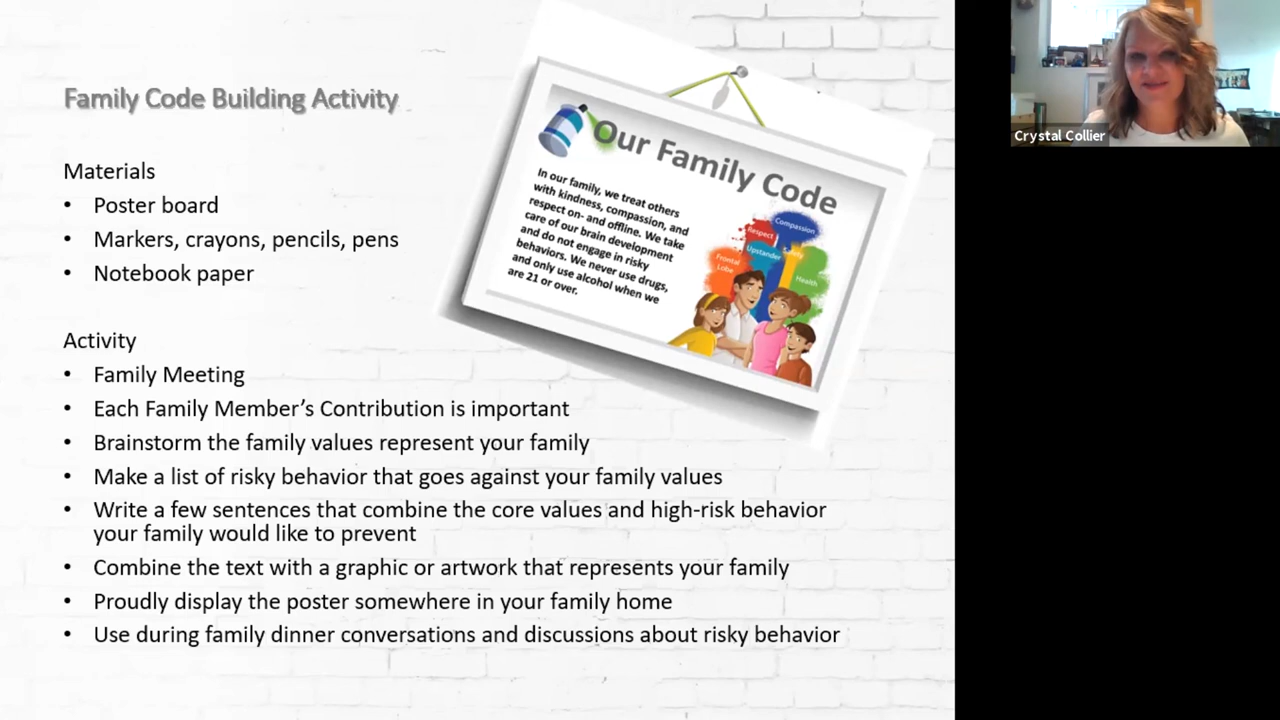 Family Code Building Activity
Materials
• Poster board
• Markers, crayons, pencils, pens
• Notebook paper
Activity
• Family Meeting
• Each Family Member's Contribution is important
• Brainstorm the family values represent your family
• Make a list of risky behavior that goes against your family values
• Write a few sentences that combine the core values and high-risk behavior
your family would like to prevent
• Combine the text with a graphic or artwork that represents your family
• Proudly display the poster somewhere in your family home
• Use during family dinner conversations and discussions about risky behavior
Our Family Code
In our family, we treat others
with kindness, compassion, and
respect on- and offline. We take
care of our brain development
and do not engage in risky
behaviors. We never use drugs,
and only use alcohol when we
are 21 or over.
Compassion
Respect
Upstander
Safety
Frontal
Lobe
Health
Crystal Collier